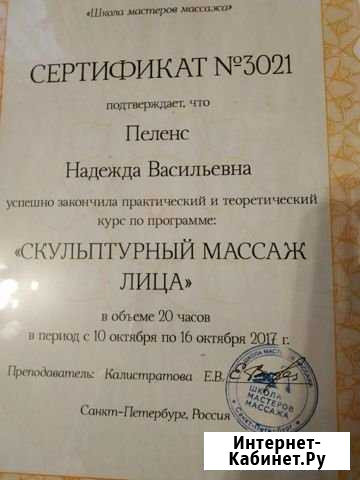 «Школа мастеров массажа»
СЕРТИФИКАТ №3021
подтверждает, что
Пеленс
Надежда Васильевна
успешно закончила практический и теоретический
курс по программе:
«СКУЛЬПТУРНЫЙ МАССАЖ
ЛИЦА»
в объеме 20 часов
в период с 10 октября по 16 октября 2017 г.
Преподаватель: Калистратова Е.В.
ШКОЛА
МАСТЕРОВ
МАССАЖА
Санкт-Петербург
Санкт-Петербург, Россия
Интернет-
Кабинет.Ру